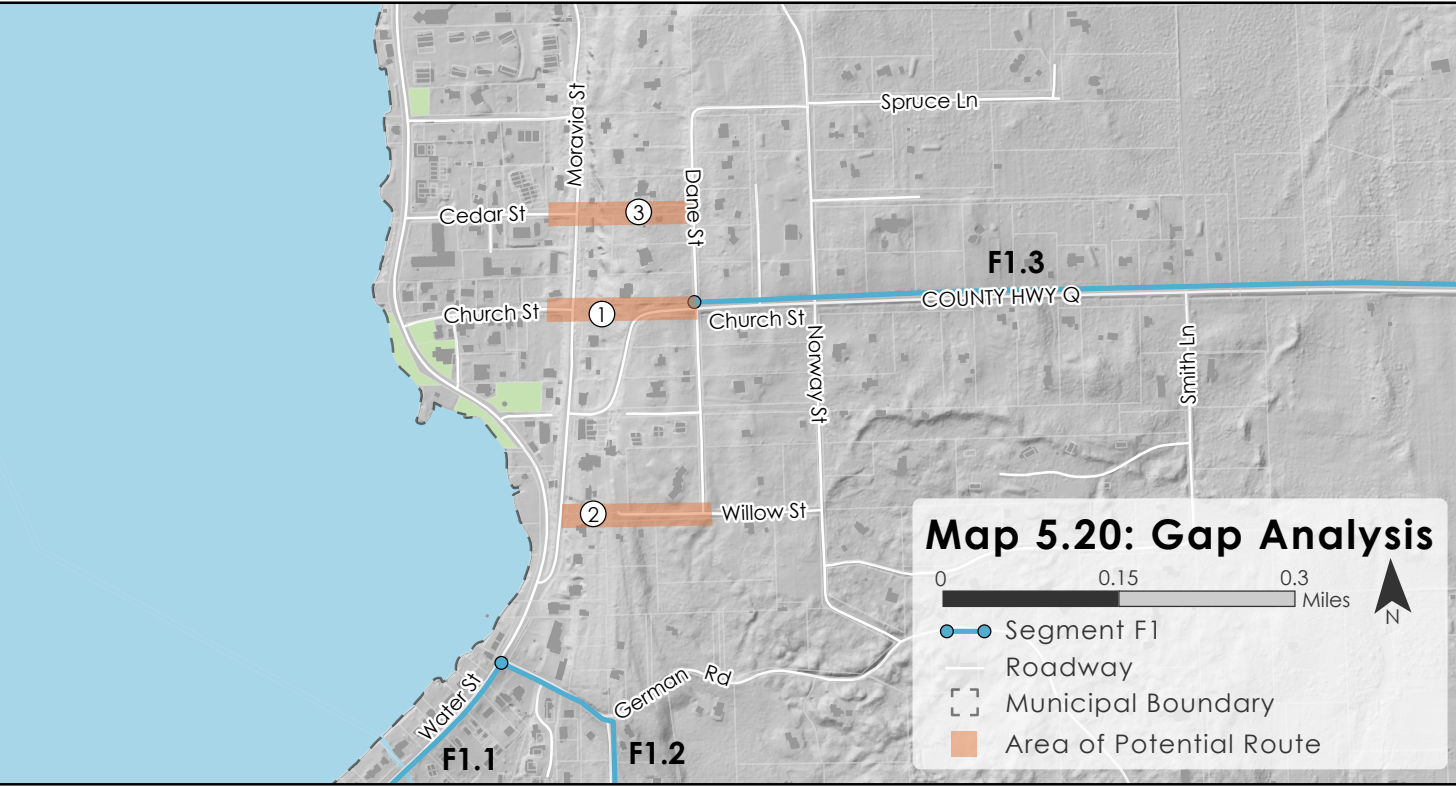 Moravia St
Spruce Ln
Dane St
Cedar St
3
F1.3
COUNTY HWY Q
Church St
1
Church St
Norway St
Smith Ln
2
Willow St
German Rd
Water St
F1.1
F1.2
Map 5.20: Gap Analysis
0 0.15 0.3
Miles
N
Segment F1
Roadway
Municipal Boundary
Area of Potential Route